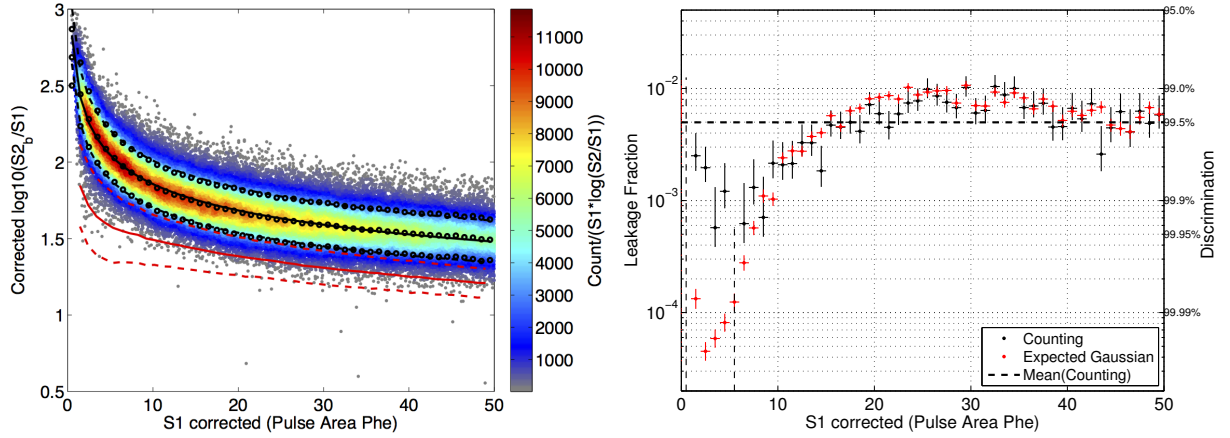 3
2.5
2
1.5
1
0.5
Corrected log10(S2_b/S1)
0 10 20 30 40 50
S1 corrected (Pulse Area Phe)
11000
10000
9000
8000
7000
6000
5000
4000
3000
2000
1000
Count/(S1*log(S2/S1))
10^-2
10^-3
10^-4
Leakage Fraction
95.0%
99.0%
99.5%
99.9%
99.95%
99.99%
Discrimination
Counting
Expected Gaussian
Mean(Counting)
0 10 20 30 40 50
S1 corrected (Pulse Area Phe)